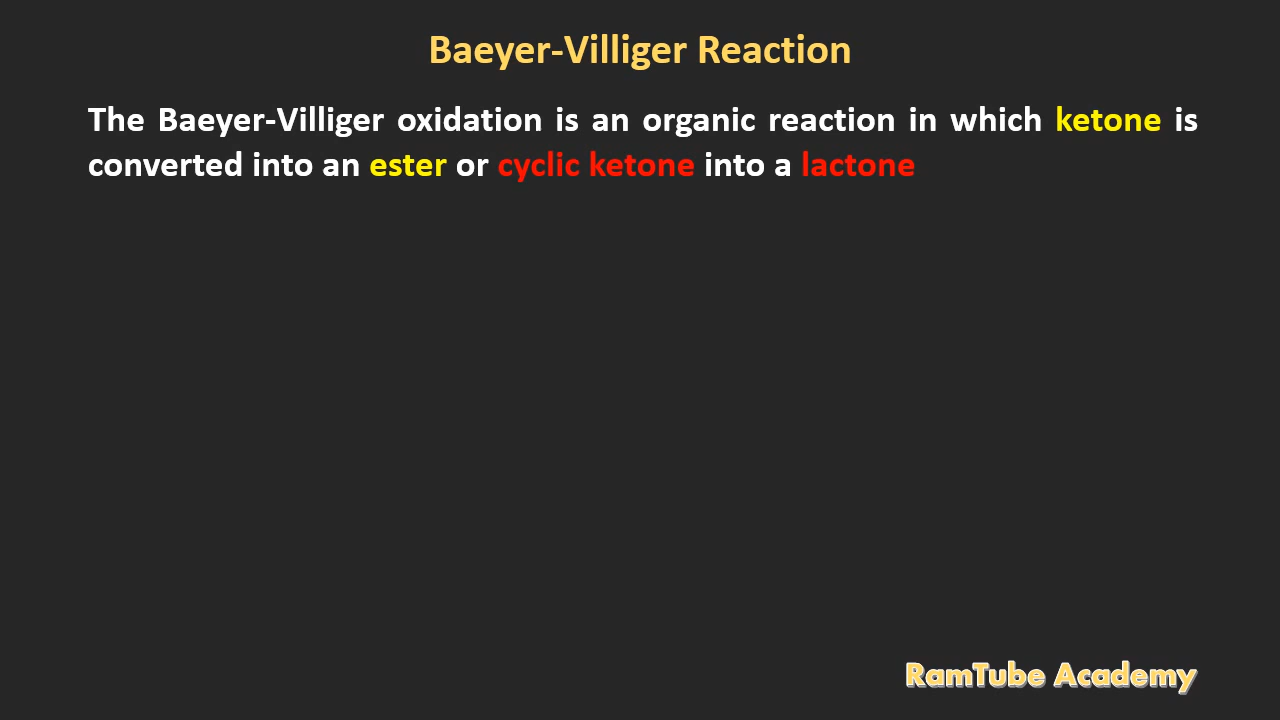 Baeyer-Villiger Reaction
The Baeyer-Villiger oxidation is an organic reaction in which ketone is
converted into an ester or cyclic ketone into a lactone
RamTube Academy